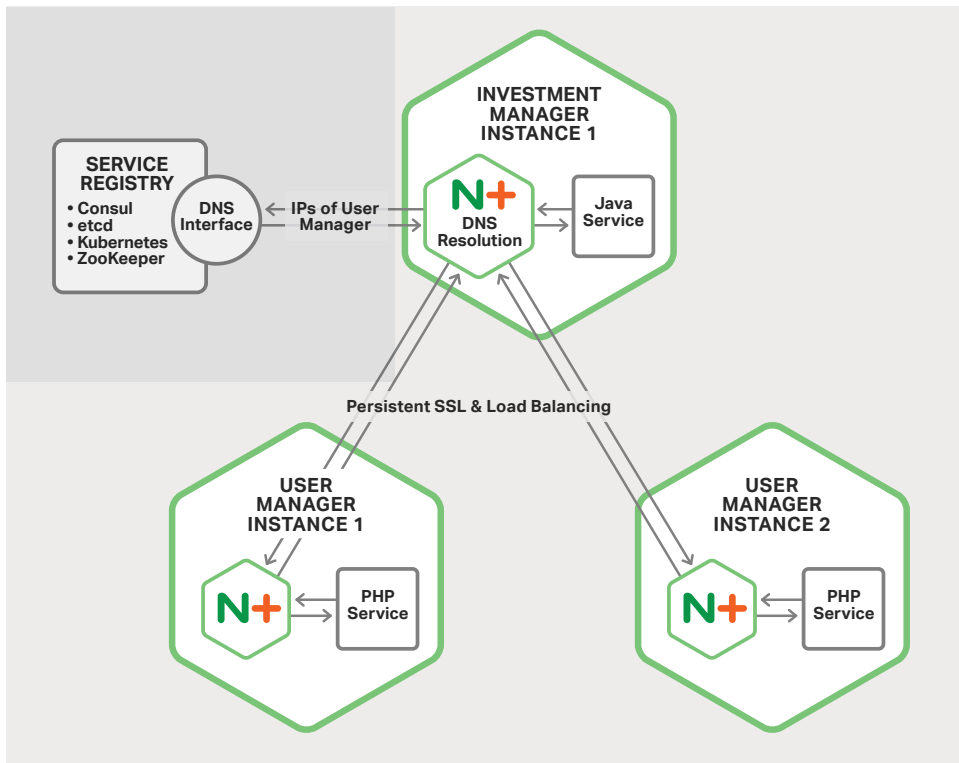 INVESTMENT
MANAGER
INSTANCE 1
SERVICE
REGISTRY
• Consul
• etcd
• Kubernetes
• ZooKeeper
DNS
Interface
IPs of User
Manager
N+
DNS
Resolution
Java
Service
Persistent SSL & Load Balancing
USER
MANAGER
INSTANCE 1
N+
PHP
Service
USER
MANAGER
INSTANCE 2
N+
PHP
Service